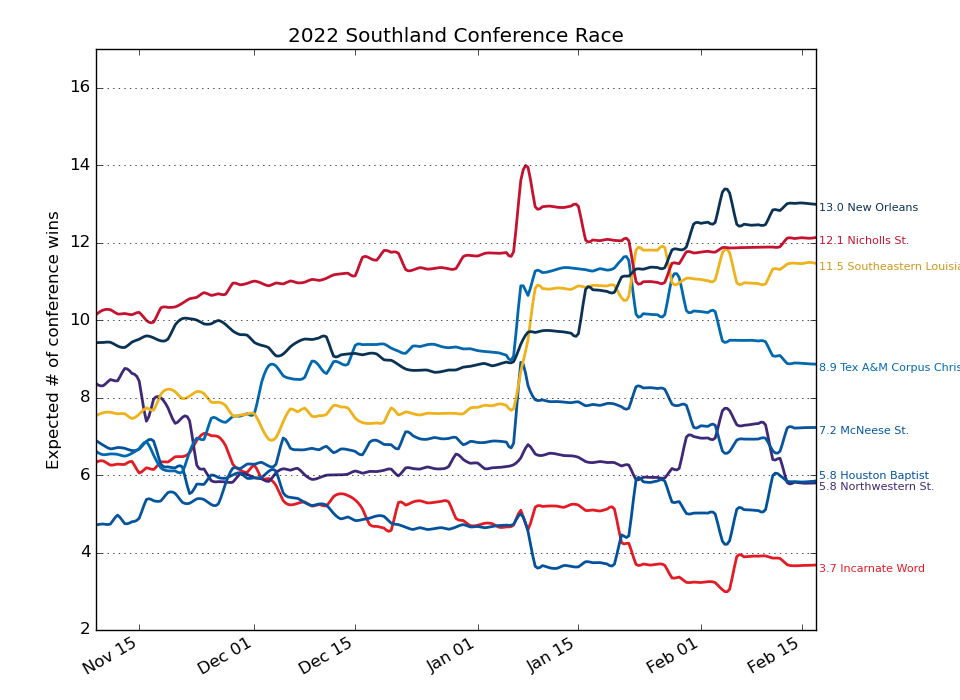 2022 Southland Conference Race
Expected # of conference wins
16
14
12
10
8
6
4
2
13.0 New Orleans
12.1 Nicholls St.
11.5 Southeastern Louisia
8.9 Tex A&M Corpus Chris
7.2 McNeese St.
5.8 Houston Baptist
5.8 Northwestern St.
3.7 Incarnate Word
Nov 15
Dec 01
Dec 15
Jan 01
Jan 15
Feb 01
Feb 15